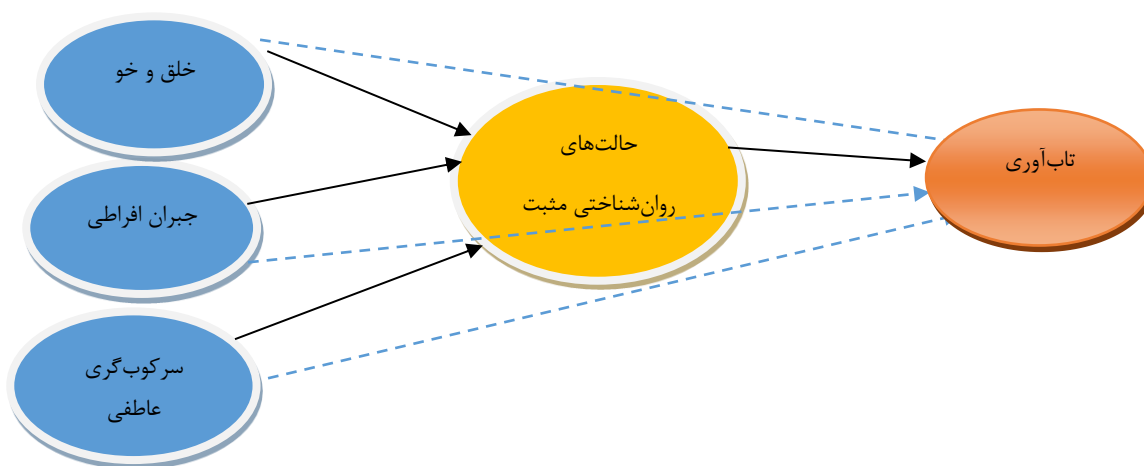 خلق و خو
جبران افراطی
سرکوب‌گری
عاطفی
حالت‌های
روان‌شناختی مثبت
تاب‌آوری